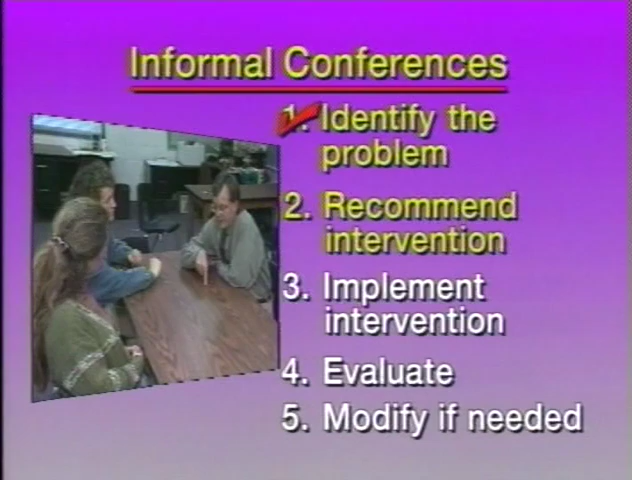 Informal Conferences
1. Identify the
problem
2. Recommend
intervention
3. Implement
intervention
4. Evaluate
5. Modify if needed